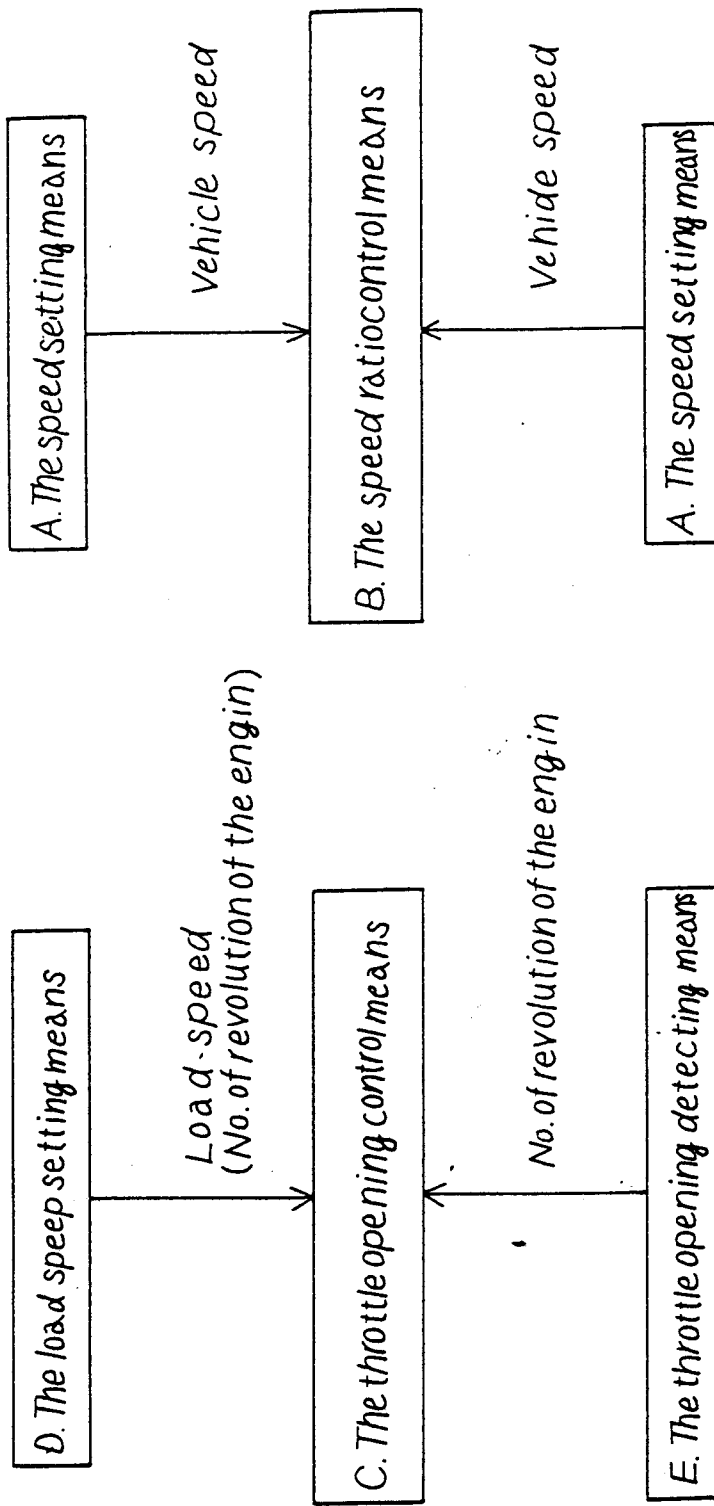 D. The load speep setting means
Load-speed
(No. of revolution of the engin)
C. The throttle opening control means
No. of revolution of the engin
E. The throttle opening detecting means
A. The speed setting means
Vehicle speed
B. The speed ratio control means
Vehide speed
A. The speed setting means